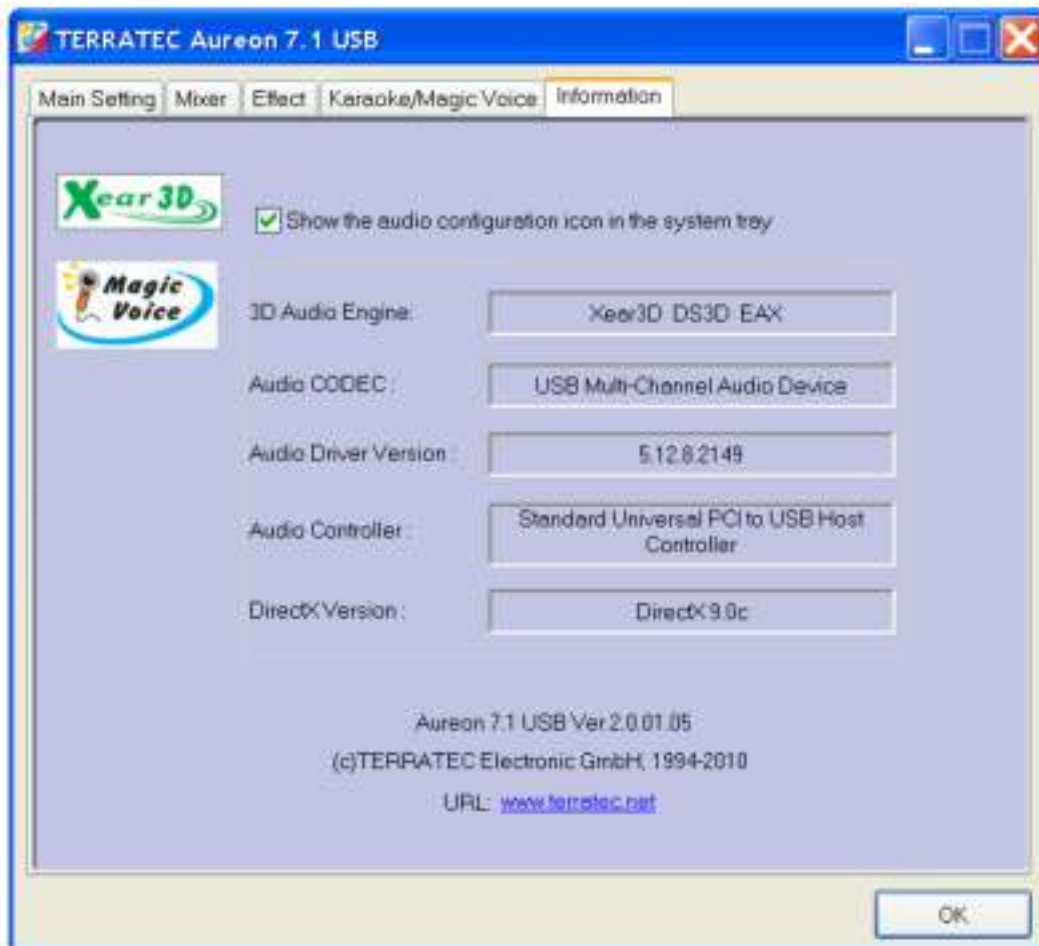 TERRATEC Aureon 7.1 USB
Main Setting Mixer Effect Karaoke/Magic Voice Information
Xear 3D
Show the audio configuration icon in the system tray
Magic
Voice
3D Audio Engine: Xear3D DS3D EAX
Audio CODEC : USB Multi-Channel Audio Device
Audio Driver Version : 5.12.8.2149
Audio Controller : Standard Universal PCI to USB Host
Controller
DirectX Version : DirectX 9.0c
Aureon 7.1 USB Ver 2.0.01.05
(c)TERRATEC Electronic GmbH, 1994-2010
URL: www.terratec.net
OK